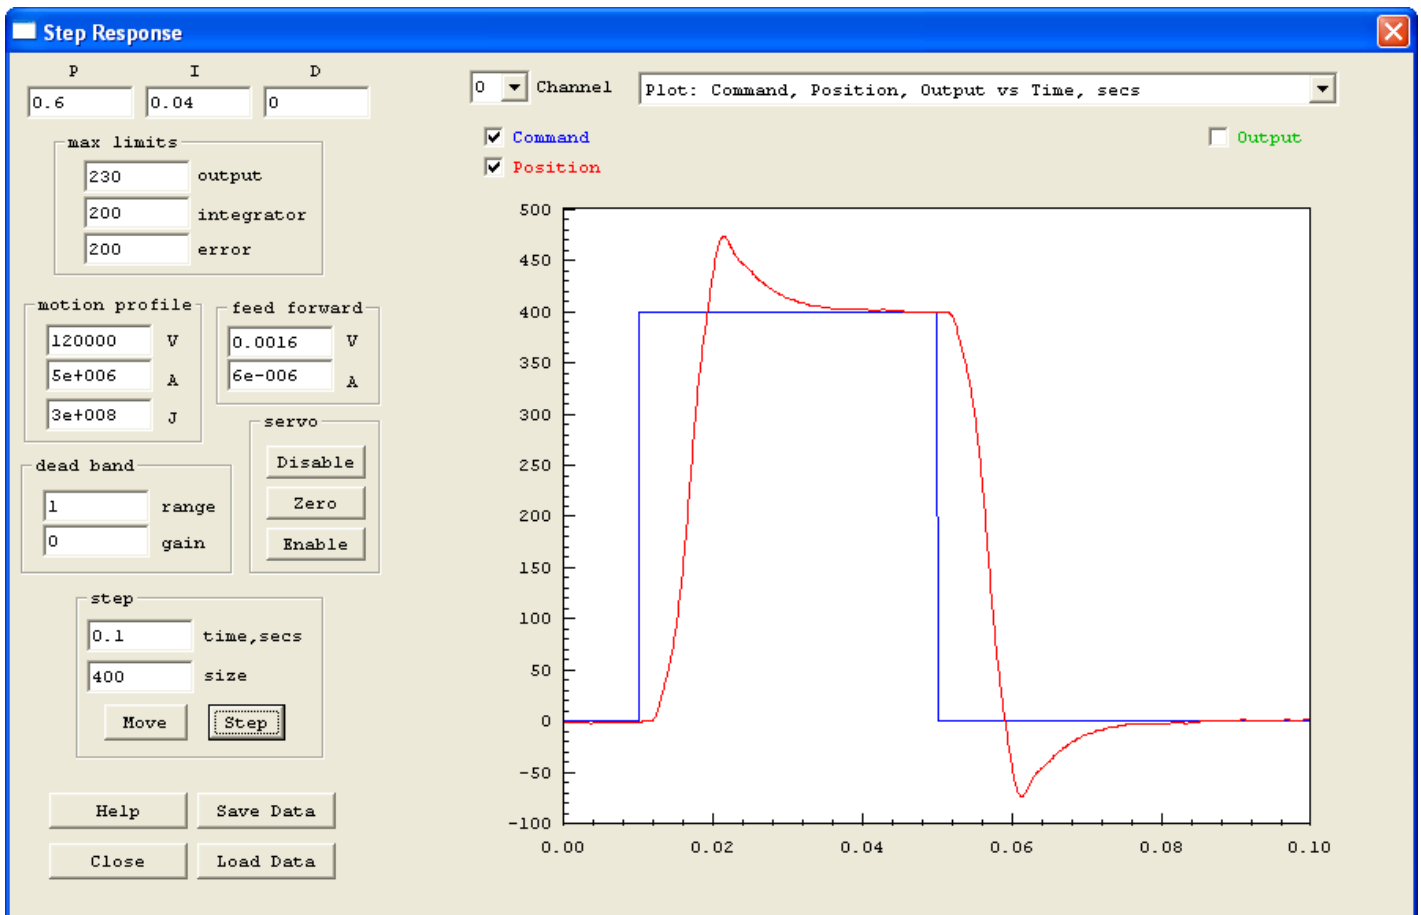 Step Response
P I D
0.6 0.04 0
0 Channel Plot: Command, Position, Output vs Time, secs
Command Output
Position
max limits
230 output
200 integrator
200 error
motion profile
120000 V
5e+006 A
3e+008 J
feed forward
0.0016 V
6e-006 A
servo
Disable
Zero
Enable
dead band
1 range
0 gain
step
0.1 time,secs
400 size
Move Step
Help Save Data
Close Load Data
500
450
400
350
300
250
200
150
100
50
0
-50
-100
0.00 0.02 0.04 0.06 0.08 0.10